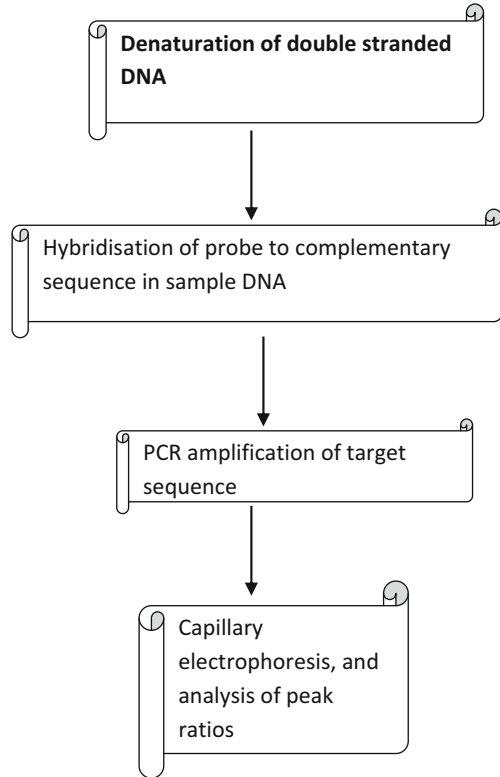 Denaturation of double stranded
DNA
Hybridisation of probe to complementary
sequence in sample DNA
PCR amplification of target
sequence
Capillary
electrophoresis, and
analysis of peak
ratios